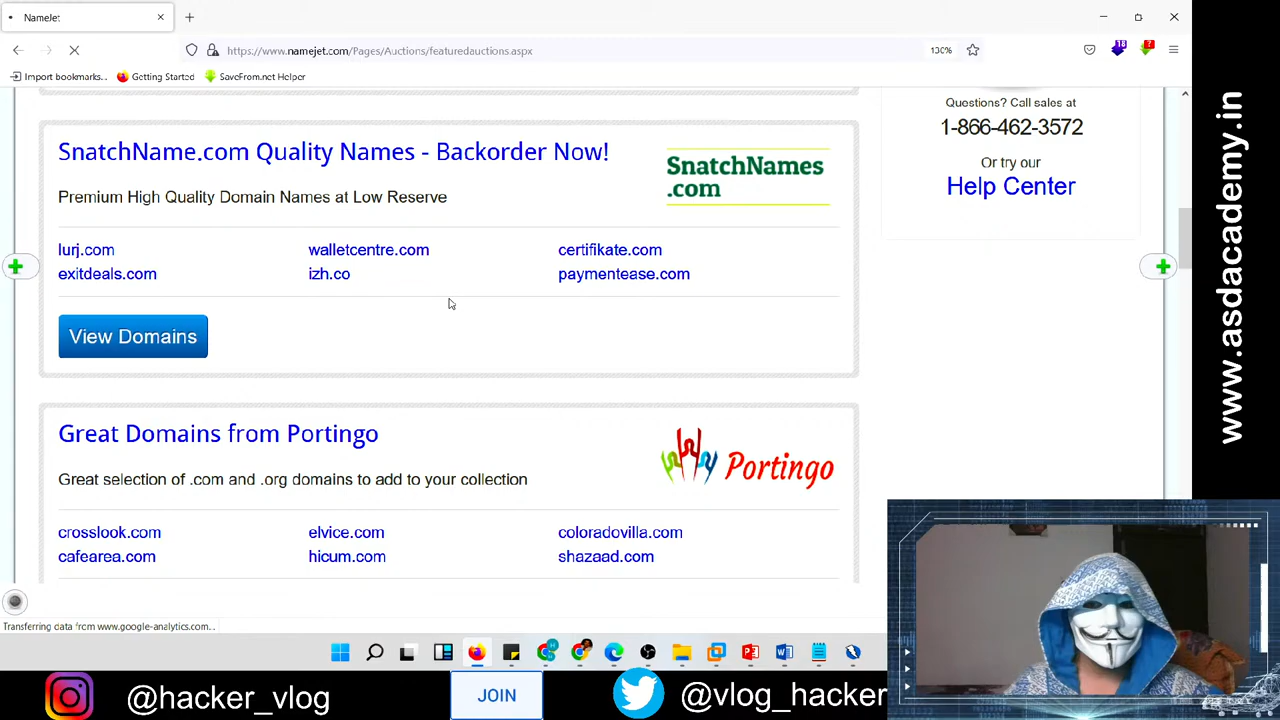 NameJet
https://www.namejet.com/Pages/Auctions/featuredauctions.aspx
130%
18
?
Import bookmarks...
Getting Started
SaveFrom.net Helper
SnatchName.com Quality Names - Backorder Now!
Premium High Quality Domain Names at Low Reserve
SnatchNames
.com
lurj.com
walletcentre.com
certifikate.com
exitdeals.com
izh.co
paymentease.com
View Domains
Great Domains from Portingo
Great selection of .com and .org domains to add to your collection
Portingo
crosslook.com
elvice.com
coloradovilla.com
cafearea.com
hicum.com
shazaad.com
Questions? Call sales at
1-866-462-3572
Or try our
Help Center
Transferring data from www.google-analytics.com...
@hacker_vlog
JOIN
@vlog_hacker
www.asdacademy.in